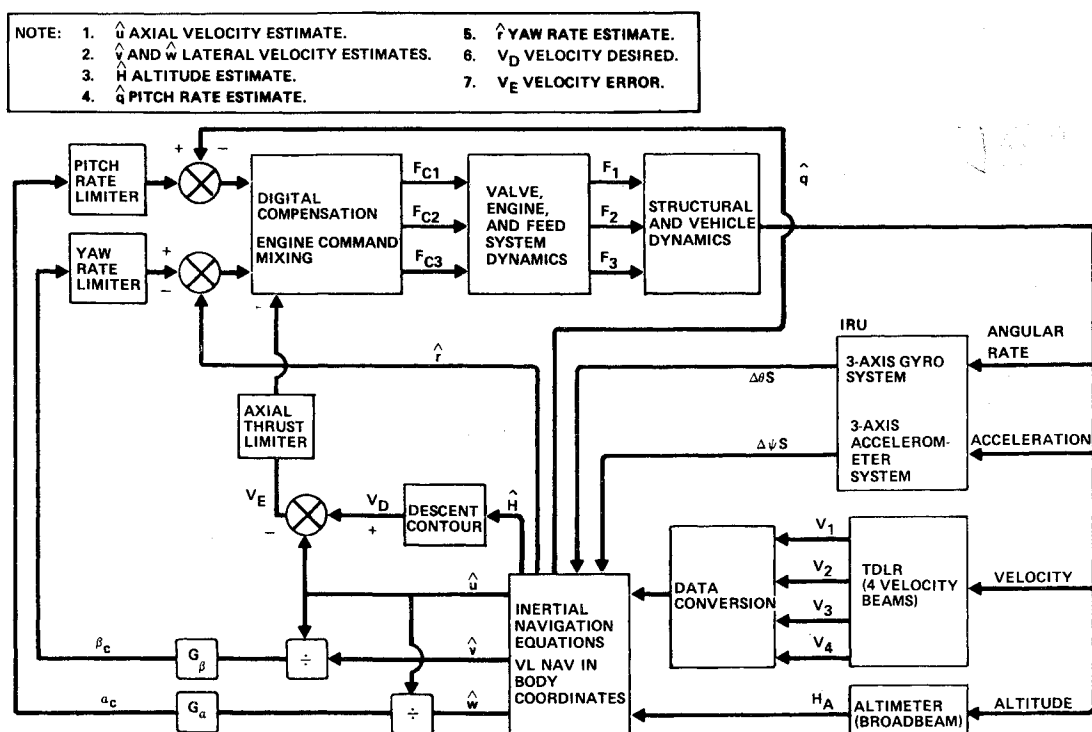 NOTE: 1. û AXIAL VELOCITY ESTIMATE.
2. v̂ AND ŵ LATERAL VELOCITY ESTIMATES.
3. Ĥ ALTITUDE ESTIMATE.
4. q̂ PITCH RATE ESTIMATE.
5. r̂ YAW RATE ESTIMATE.
6. V_D VELOCITY DESIRED.
7. V_E VELOCITY ERROR.
PITCH
RATE
LIMITER
+
−
YAW
RATE
LIMITER
+
−
DIGITAL
COMPENSATION
ENGINE COMMAND
MIXING
F_C1
F_C2
F_C3
VALVE,
ENGINE,
AND FEED
SYSTEM
DYNAMICS
F_1
F_2
F_3
STRUCTURAL
AND VEHICLE
DYNAMICS
q̂
r̂
IRU
3-AXIS GYRO
SYSTEM
3-AXIS
ACCELEROM-
ETER
SYSTEM
ANGULAR
RATE
ACCELERATION
ΔθS
ΔψS
AXIAL
THRUST
LIMITER
V_E
−
V_D
+
DESCENT
CONTOUR
Ĥ
û
v̂
ŵ
INERTIAL
NAVIGATION
EQUATIONS
VL NAV IN
BODY
COORDINATES
DATA
CONVERSION
V_1
V_2
V_3
V_4
TDLR
(4 VELOCITY
BEAMS)
VELOCITY
β_c
G_β
÷
a_c
G_α
÷
H_A
ALTIMETER
(BROADBEAM)
ALTITUDE